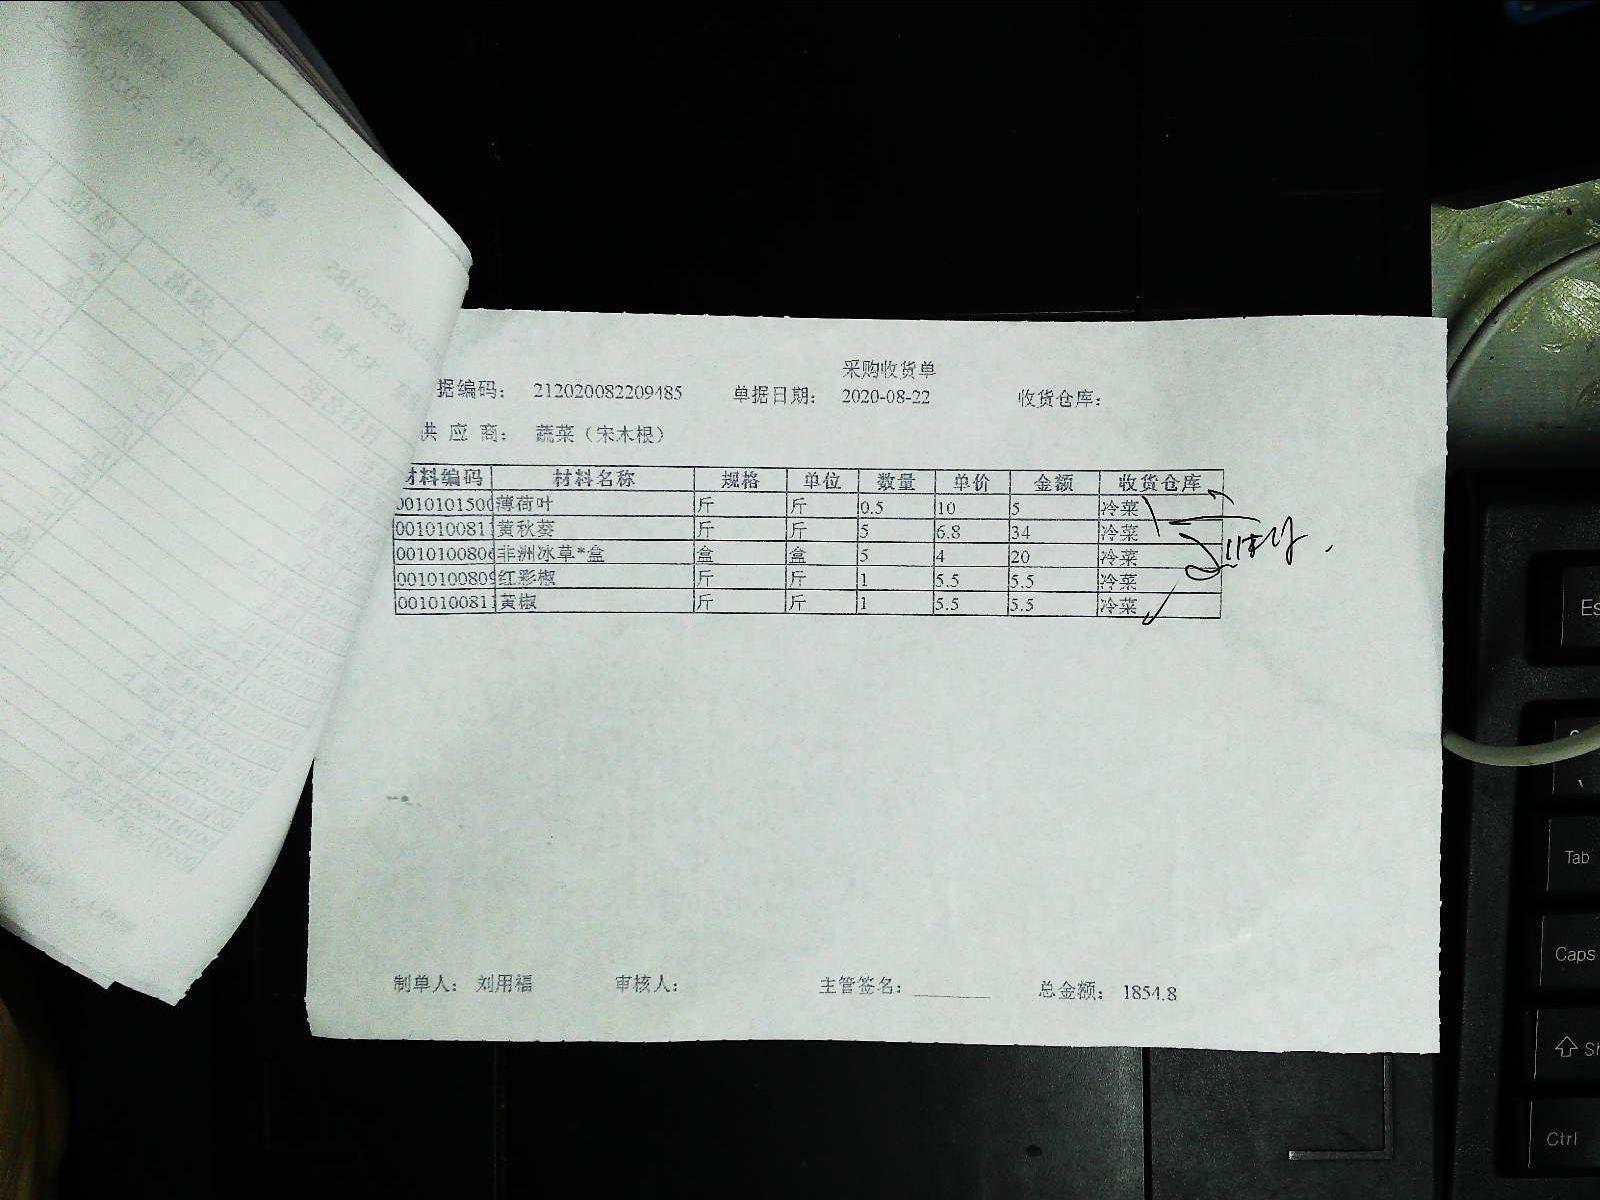 采购收货单
据编码： 212020082209485 单据日期： 2020-08-22 收货仓库：
供 应 商： 蔬菜（宋木根）
材料编码 材料名称 规格 单位 数量 单价 金额 收货仓库
0010101500 薄荷叶 斤 斤 0.5 10 5 冷菜
001010081 黄秋葵 斤 斤 5 6.8 34 冷菜
001010080 非洲冰草*盒 盒 盒 5 4 20 冷菜
001010080 红彩椒 斤 斤 1 5.5 5.5 冷菜
001010081 黄椒 斤 斤 1 5.5 5.5 冷菜
制单人： 刘用福 审核人： 主管签名： 总金额： 1854.8
Tab
Caps
Ctrl